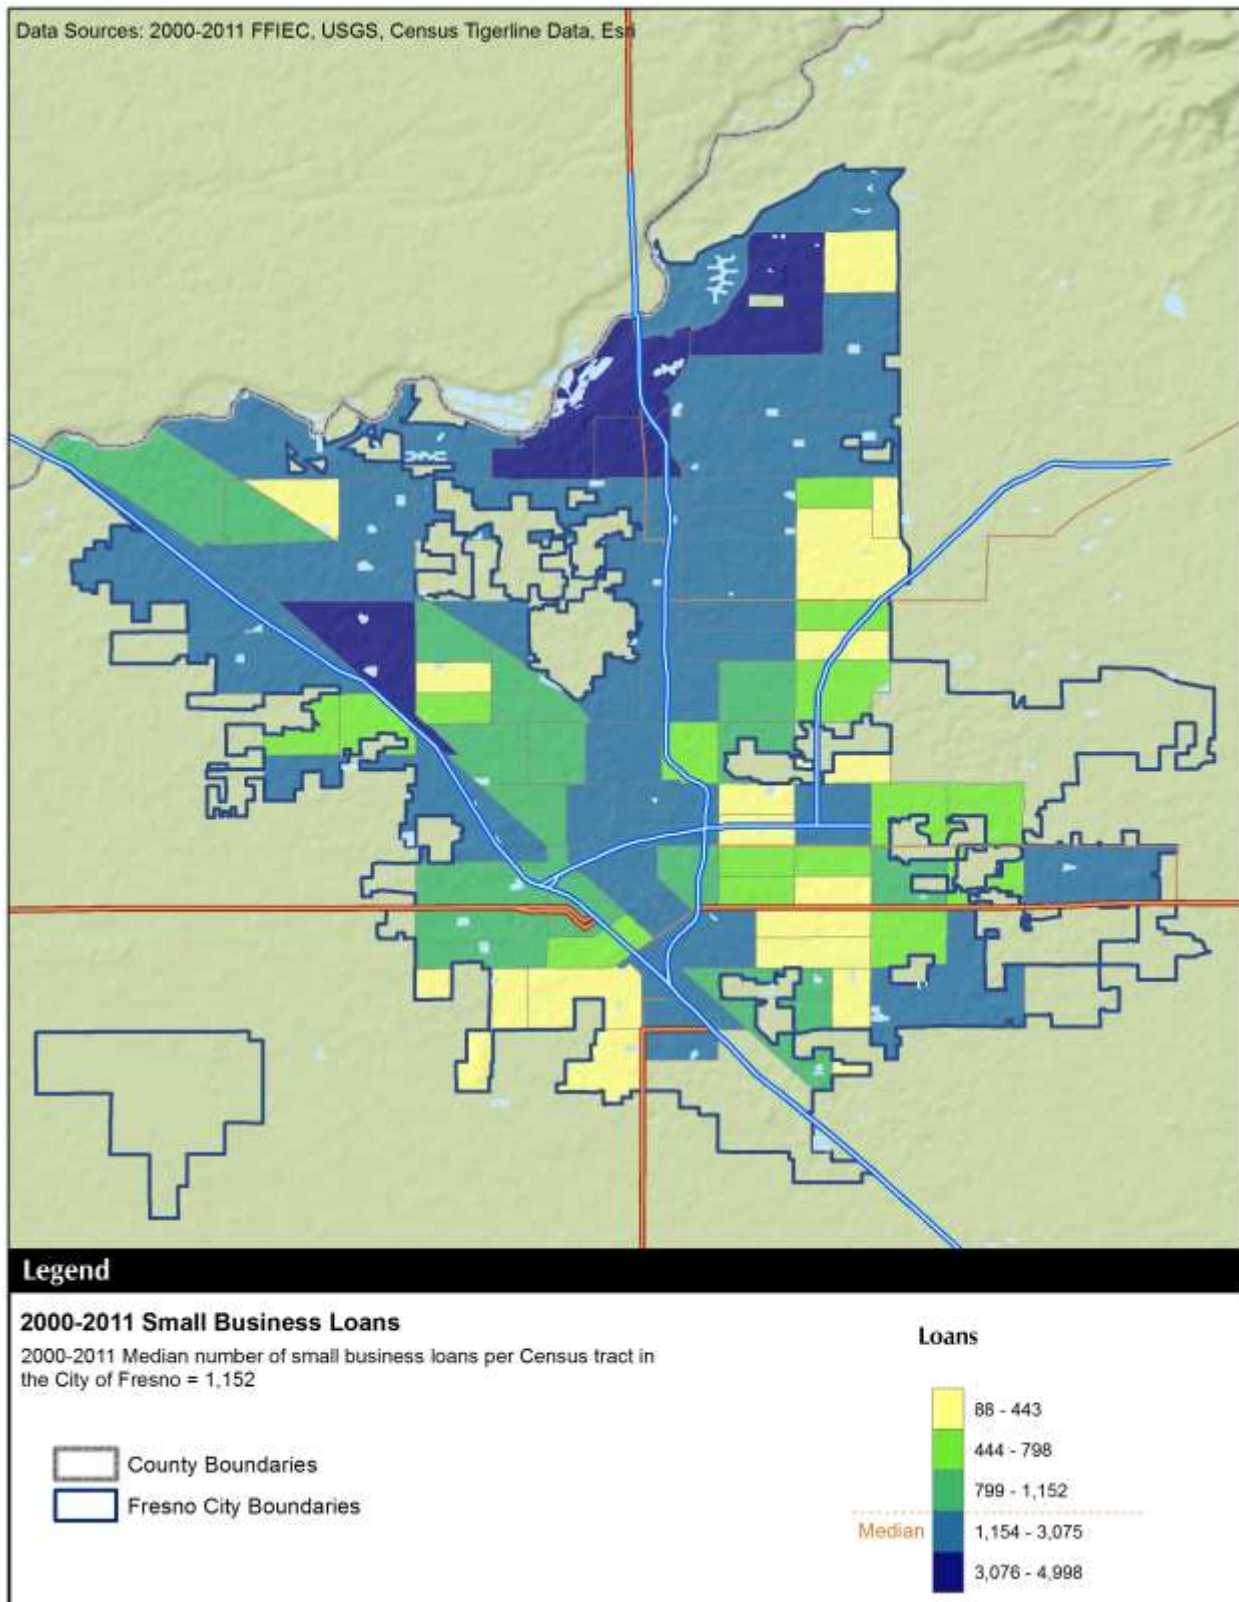 Data Sources: 2000-2011 FFIEC, USGS, Census Tigerline Data, Esri
Legend
2000-2011 Small Business Loans
2000-2011 Median number of small business loans per Census tract in
the City of Fresno = 1,152
County Boundaries
Fresno City Boundaries
Loans
88 - 443
444 - 798
799 - 1,152
Median
1,154 - 3,075
3,076 - 4,998